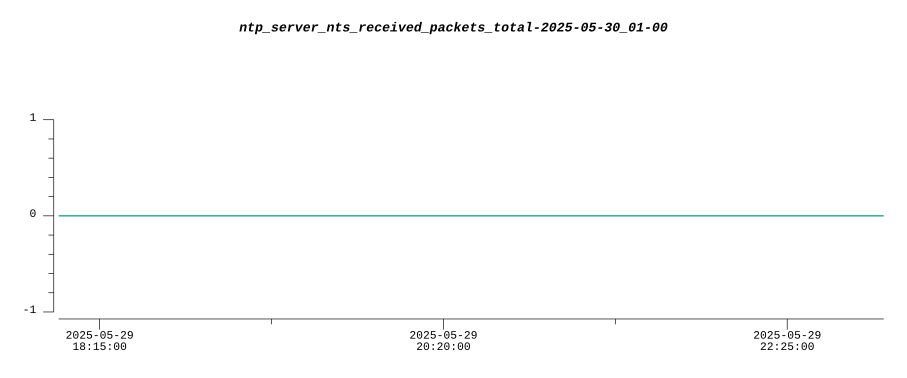 ntp_server_nts_received_packets_total-2025-05-30_01-00
1
0
-1
2025-05-29 2025-05-29 2025-05-29
18:15:00 20:20:00 22:25:00